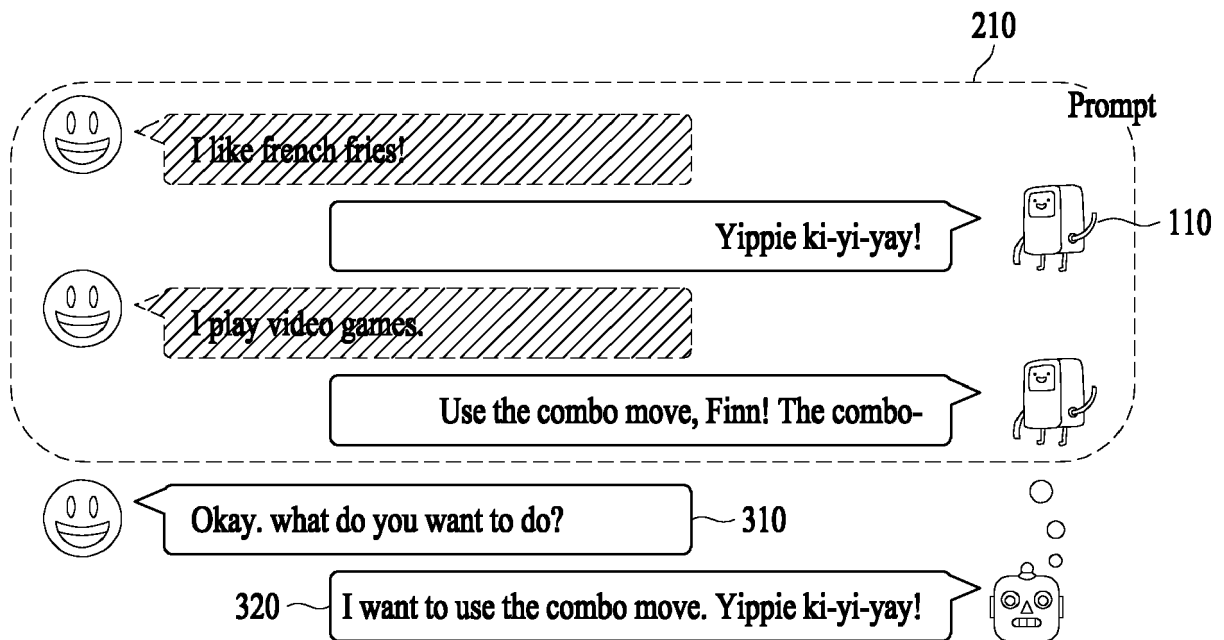 210
Prompt
I like french fries!
Yippie ki-yi-yay!
110
I play video games.
Use the combo move, Finn! The combo-
Okay. what do you want to do?
310
320
I want to use the combo move. Yippie ki-yi-yay!